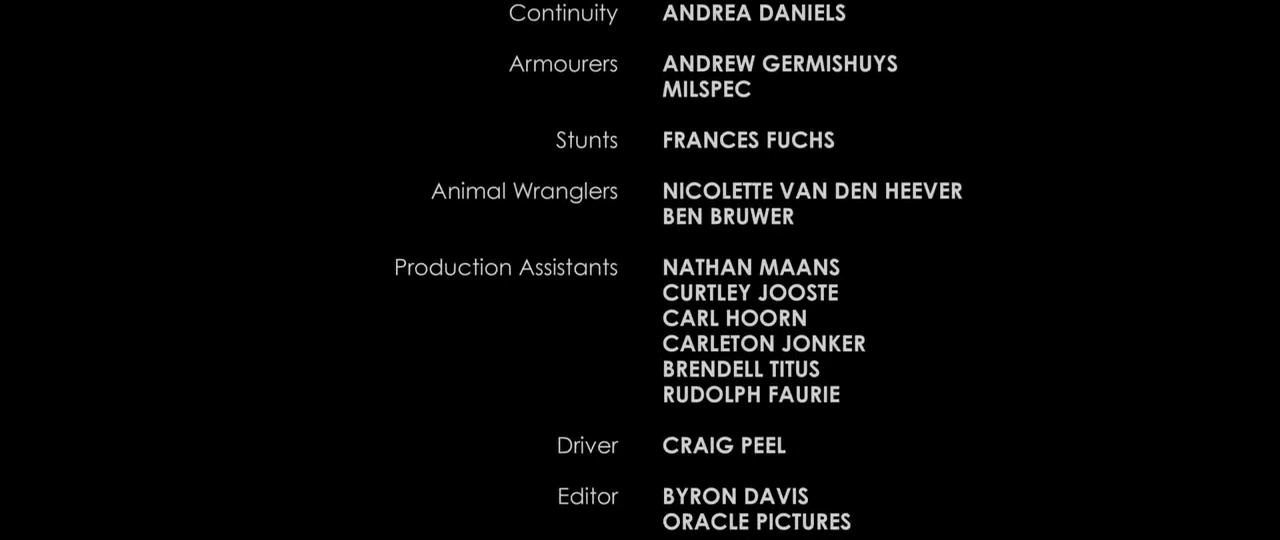 Continuity ANDREA DANIELS
Armourers ANDREW GERMISHUYS
MILSPEC
Stunts FRANCES FUCHS
Animal Wranglers NICOLETTE VAN DEN HEEVER
BEN BRUWER
Production Assistants NATHAN MAANS
CURTLEY JOOSTE
CARL HOORN
CARLETON JONKER
BRENDELL TITUS
RUDOLPH FAURIE
Driver CRAIG PEEL
Editor BYRON DAVIS
ORACLE PICTURES